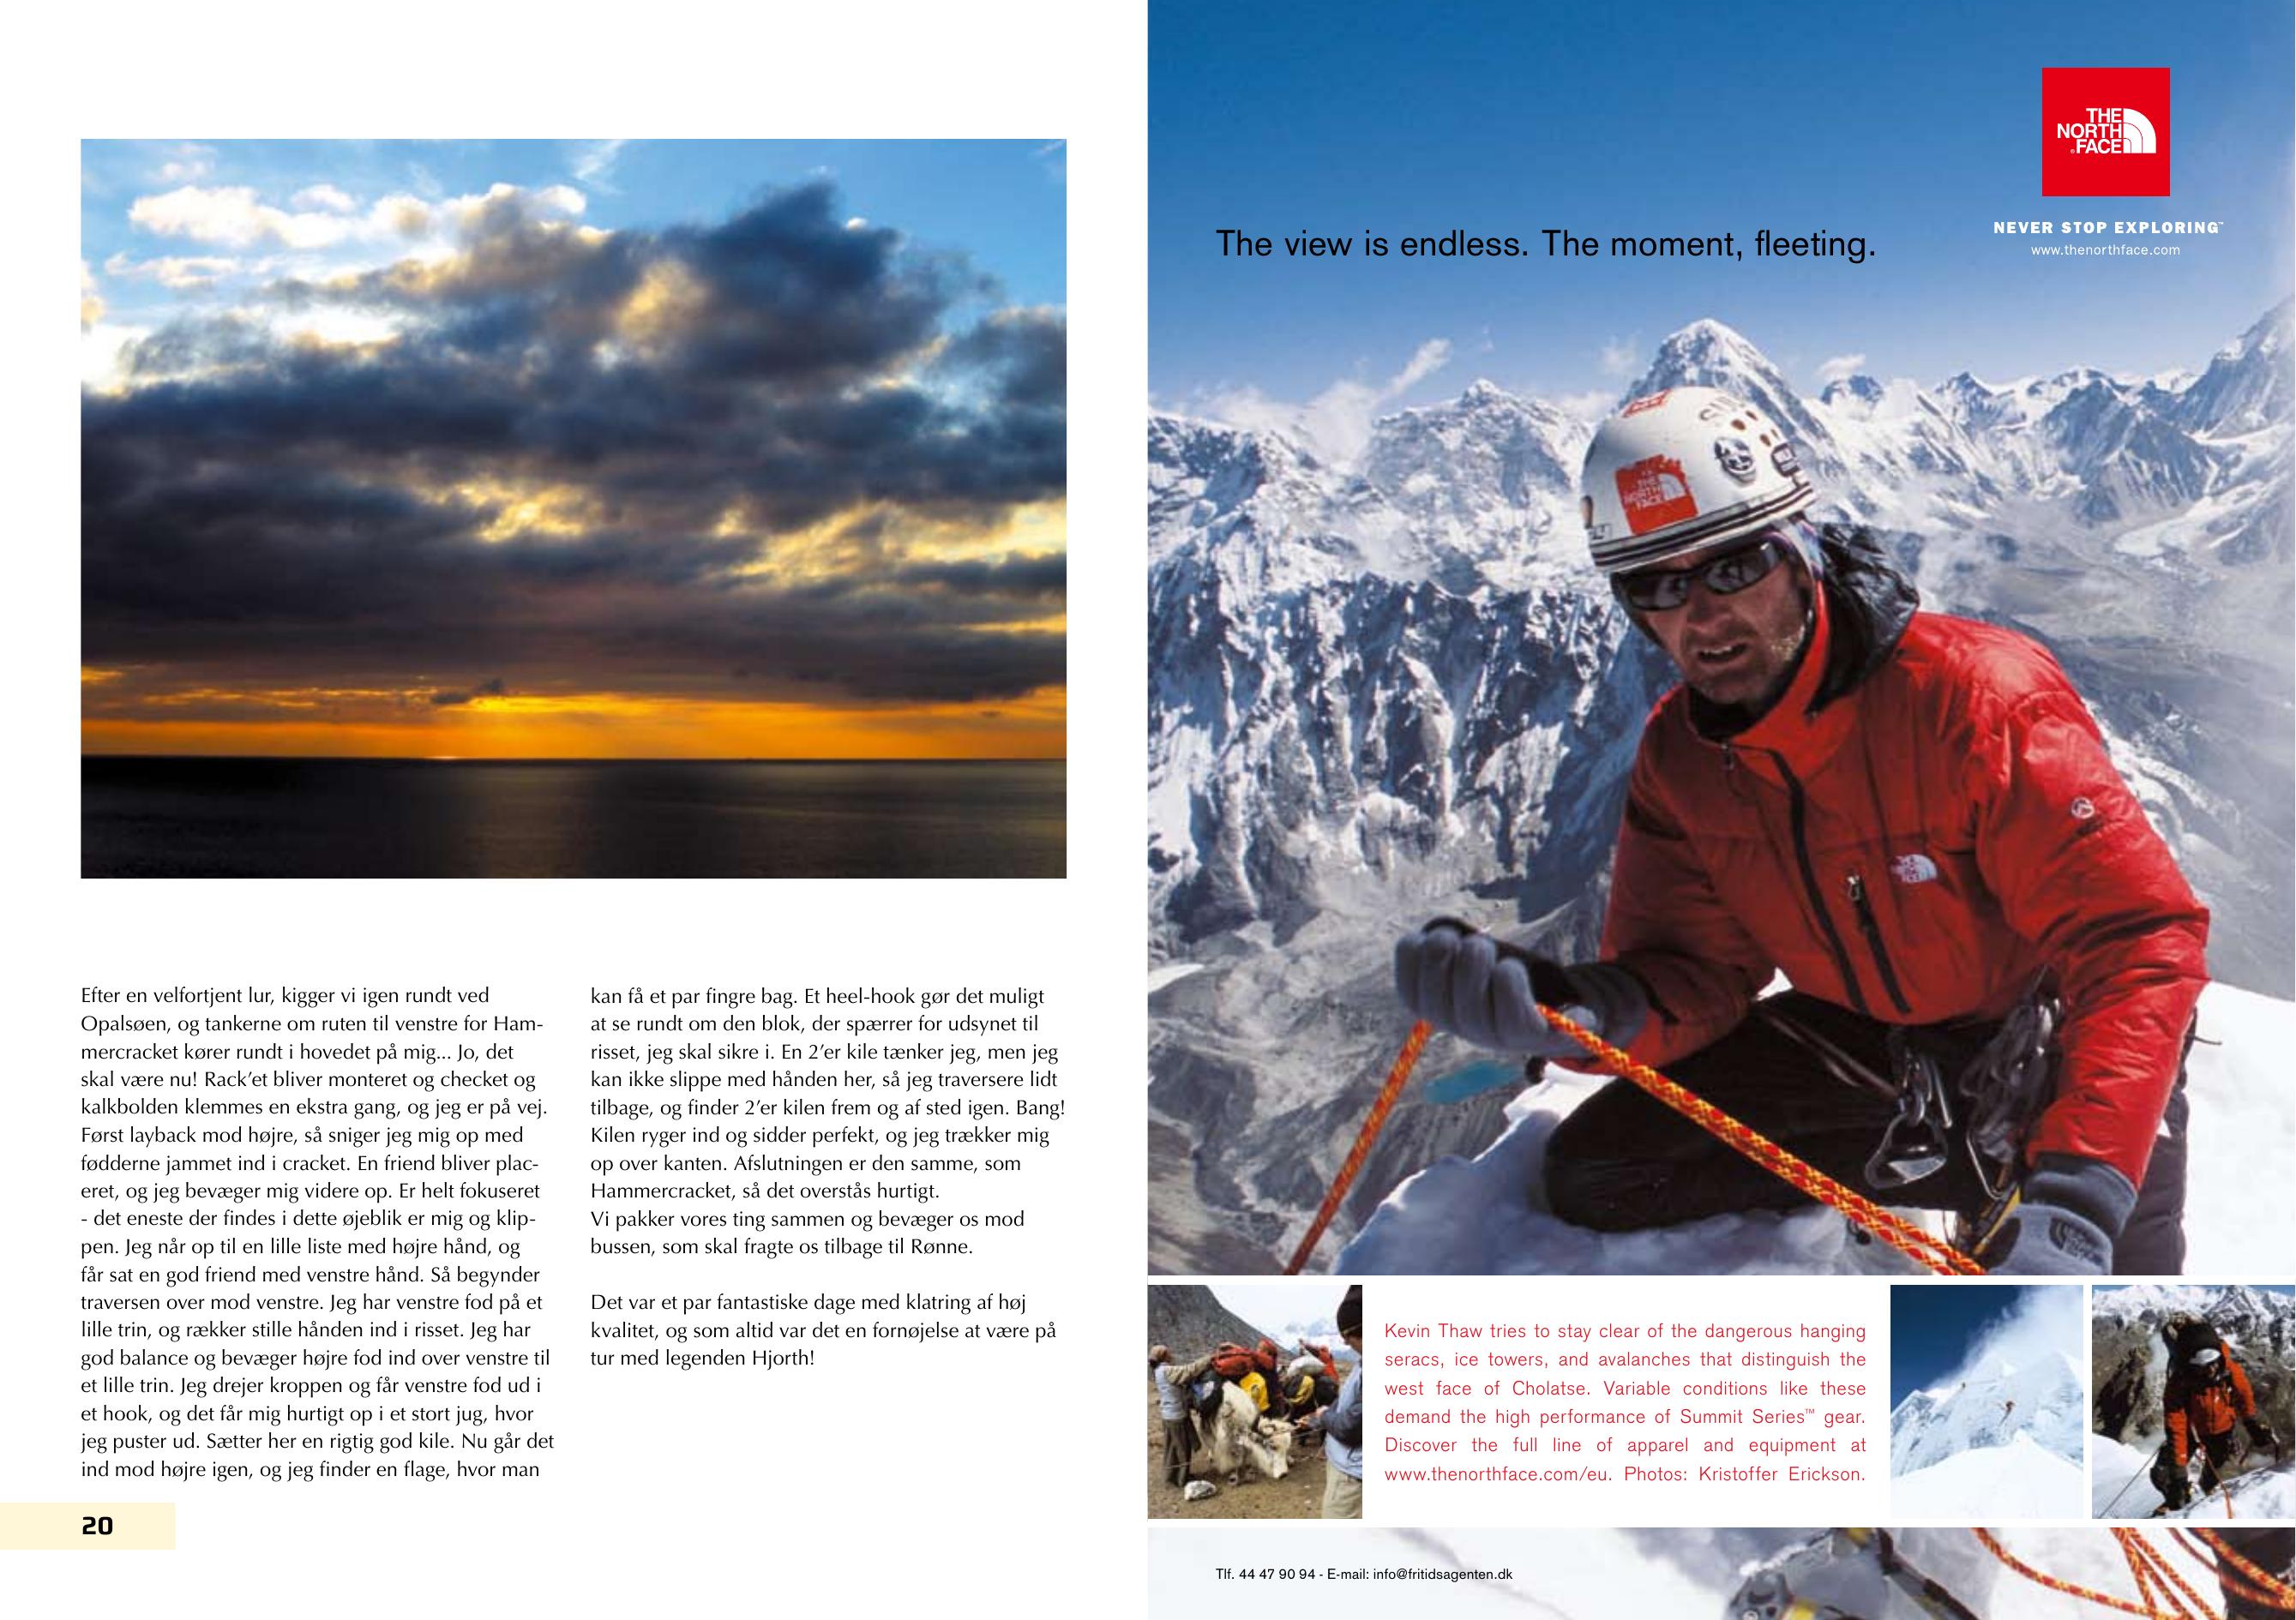 Efter en velfortjent lur, kigger vi igen rundt ved
Opalsøen, og tankerne om ruten til venstre for Ham-
mercracket kører rundt i hovedet på mig... Jo, det
skal være nu! Rack’et bliver monteret og checket og
kalkbolden klemmes en ekstra gang, og jeg er på vej.
Først layback mod højre, så sniger jeg mig op med
fødderne jammet ind i cracket. En friend bliver plac-
eret, og jeg bevæger mig videre op. Er helt fokuseret
- det eneste der findes i dette øjeblik er mig og klip-
pen. Jeg når op til en lille liste med højre hånd, og
får sat en god friend med venstre hånd. Så begynder
traversen over mod venstre. Jeg har venstre fod på et
lille trin, og rækker stille hånden ind i risset. Jeg har
god balance og bevæger højre fod ind over venstre til
et lille trin. Jeg drejer kroppen og får venstre fod ud i
et hook, og det får mig hurtigt op i et stort jug, hvor
jeg puster ud. Sætter her en rigtig god kile. Nu går det
ind mod højre igen, og jeg finder en flage, hvor man
kan få et par fingre bag. Et heel-hook gør det muligt
at se rundt om den blok, der spærrer for udsynet til
risset, jeg skal sikre i. En 2’er kile tænker jeg, men jeg
kan ikke slippe med hånden her, så jeg traversere lidt
tilbage, og finder 2’er kilen frem og af sted igen. Bang!
Kilen ryger ind og sidder perfekt, og jeg trækker mig
op over kanten. Afslutningen er den samme, som
Hammercracket, så det overstås hurtigt.
Vi pakker vores ting sammen og bevæger os mod
bussen, som skal fragte os tilbage til Rønne.
Det var et par fantastiske dage med klatring af høj
kvalitet, og som altid var det en fornøjelse at være på
tur med legenden Hjorth!
20
THE
NORTH
FACE
NEVER STOP EXPLORING™
www.thenorthface.com
The view is endless. The moment, fleeting.
THE
NORTH
FACE
Kevin Thaw tries to stay clear of the dangerous hanging
seracs, ice towers, and avalanches that distinguish the
west face of Cholatse. Variable conditions like these
demand the high performance of Summit Series™ gear.
Discover the full line of apparel and equipment at
www.thenorthface.com/eu. Photos: Kristoffer Erickson.
Tlf. 44 47 90 94 - E-mail: info@fritidsagenten.dk